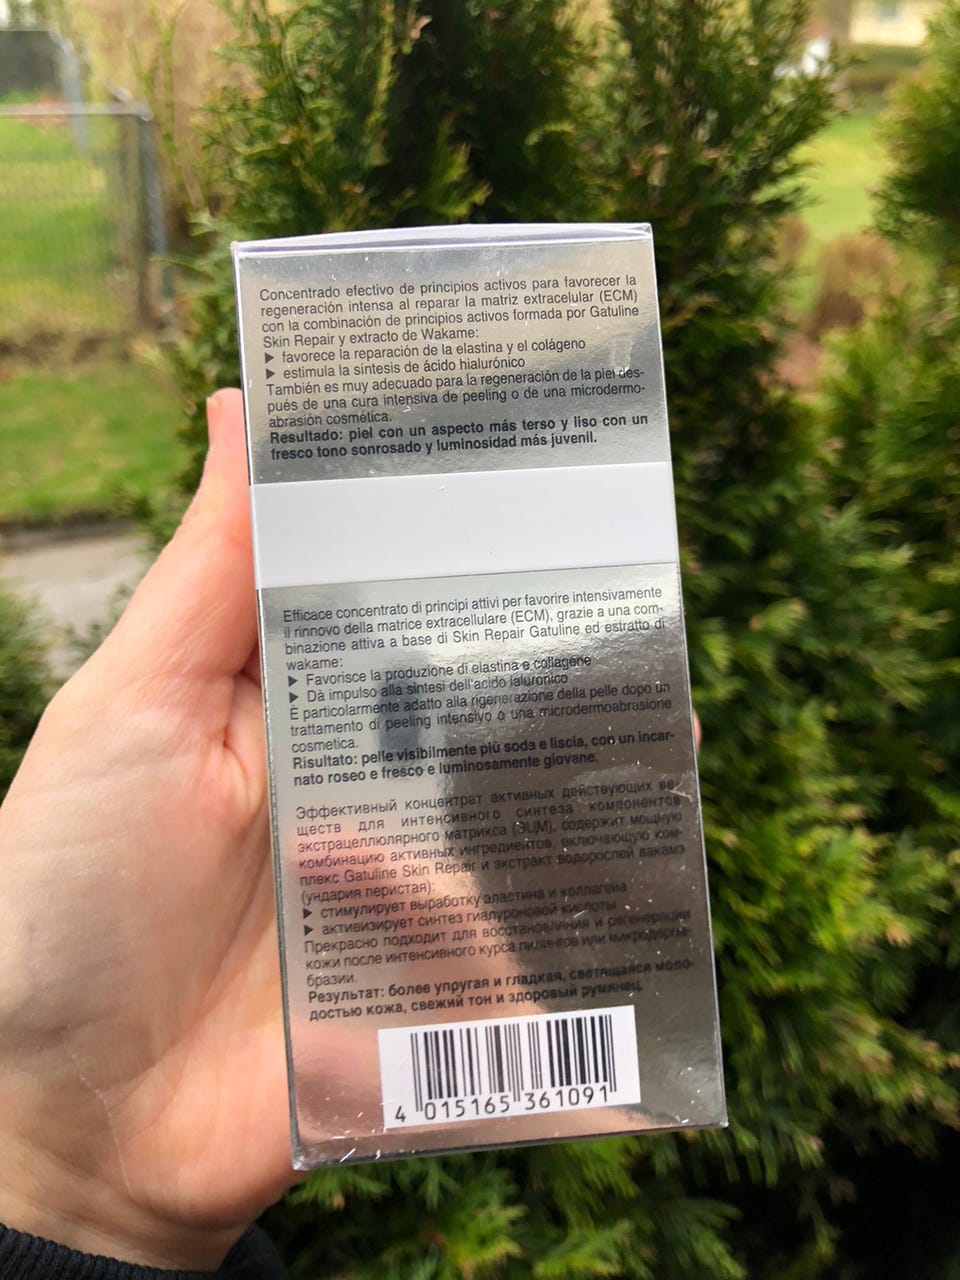 Concentrado efectivo de principios activos para favorecer la
regeneración intensa al reparar la matriz extracelular (ECM)
con la combinación de principios activos formada por Gatuline
Skin Repair y extracto de Wakame:
▶ favorece la reparación de la elastina y el colágeno
▶ estimula la síntesis de ácido hialurónico
También es muy adecuado para la regeneración de la piel des-
pués de una cura intensiva de peeling o de una microdermo-
abrasión cosmética.
Resultado: piel con un aspecto más terso y liso con un
fresco tono sonrosado y luminosidad más juvenil.
Efficace concentrato di principi attivi per favorire intensivamente
il rinnovo della matrice extracellulare (ECM), grazie a una com-
binazione attiva a base di Skin Repair Gatuline ed estratto di
wakame:
▶ Favorisce la produzione di elastina e collagene
▶ Dà impulso alla sintesi dell'acido ialuronico
È particolarmente adatto alla rigenerazione della pelle dopo un
trattamento di peeling intensivo o una microdermoabrasione
cosmetica.
Risultato: pelle visibilmente più soda e liscia, con un incar-
nato roseo e fresco e luminosamente giovane.
Эффективный концентрат активных действующих ве-
ществ для интенсивного синтеза компонентов
экстрацеллюлярного матрикса (ЭЦМ), содержит мощную
комбинацию активных ингредиентов, включающую ком-
плекс Gatuline Skin Repair и экстракт водорослей вакамэ
(ундария перистая):
▶ стимулирует выработку эластина и коллагена
▶ активизирует синтез гиалуроновой кислоты
Прекрасно подходит для восстановления и регенерации
кожи после интенсивного курса пилингов или микродерма-
бразии.
Результат: более упругая и гладкая, светящаяся моло-
достью кожа, свежий тон и здоровый румянец.
4 015165 361091